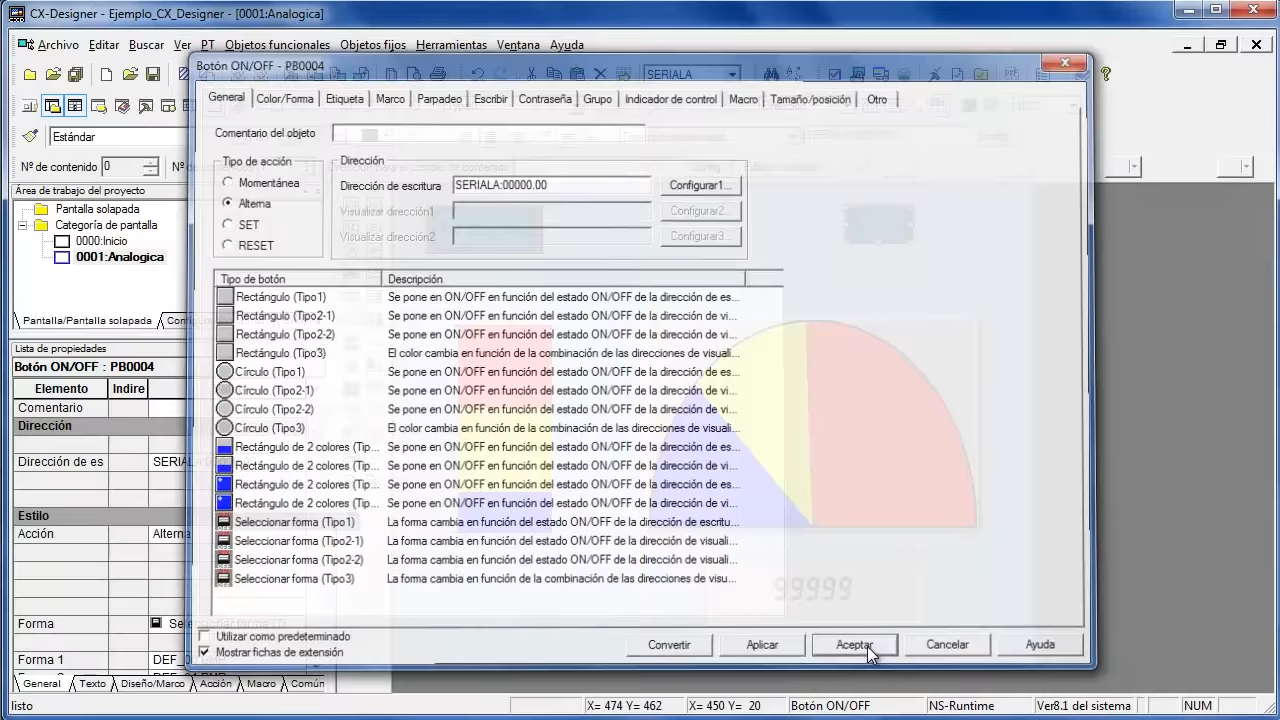 CX-Designer - Ejemplo_CX_Designer - [0001:Analogica]
Archivo Editar Buscar Ver PT Objetos funcionales Objetos fijos Herramientas Ventana Ayuda
Botón ON/OFF - PB0004
SERIALA
General Color/Forma Etiqueta Marco Parpadeo Escribir Contraseña Grupo Indicador de control Macro Tamaño/posición Otro
Estándar
Comentario del objeto
Nº de contenido 0
Tipo de acción
Momentánea
Alterna
SET
RESET
Dirección
Dirección de escritura SERIALA:00000.00 Configurar1...
Visualizar dirección1 Configurar2...
Visualizar dirección2 Configurar3...
Área de trabajo del proyecto
Pantalla solapada
Categoría de pantalla
0000:Inicio
0001:Analogica
Pantalla/Pantalla solapada
Tipo de botón Descripción
Rectángulo (Tipo1) Se pone en ON/OFF en función del estado ON/OFF de la dirección de es...
Rectángulo (Tipo2-1) Se pone en ON/OFF en función del estado ON/OFF de la dirección de vi...
Rectángulo (Tipo2-2) Se pone en ON/OFF en función del estado ON/OFF de la dirección de vi...
Rectángulo (Tipo3) El color cambia en función de la combinación de las direcciones de visuali...
Círculo (Tipo1) Se pone en ON/OFF en función del estado ON/OFF de la dirección de es...
Círculo (Tipo2-1) Se pone en ON/OFF en función del estado ON/OFF de la dirección de vi...
Círculo (Tipo2-2) Se pone en ON/OFF en función del estado ON/OFF de la dirección de vi...
Círculo (Tipo3) El color cambia en función de la combinación de las direcciones de visuali...
Rectángulo de 2 colores (Tip... Se pone en ON/OFF en función del estado ON/OFF de la dirección de es...
Rectángulo de 2 colores (Tip... Se pone en ON/OFF en función del estado ON/OFF de la dirección de vi...
Rectángulo de 2 colores (Tip... Se pone en ON/OFF en función del estado ON/OFF de la dirección de es...
Rectángulo de 2 colores (Tip... Se pone en ON/OFF en función del estado ON/OFF de la dirección de vi...
Seleccionar forma (Tipo1) La forma cambia en función del estado ON/OFF de la dirección de escritu...
Seleccionar forma (Tipo2-1) La forma cambia en función del estado ON/OFF de la dirección de visuali...
Seleccionar forma (Tipo2-2) La forma cambia en función del estado ON/OFF de la dirección de visuali...
Seleccionar forma (Tipo3) La forma cambia en función de la combinación de las direcciones de visu...
99999
Lista de propiedades
Botón ON/OFF : PB0004
Elemento Indire
Comentario
Dirección
Dirección de es
Estilo
Acción Alterna
Forma
Forma 1
General Texto Diseño/Marco Acción Macro Común
Utilizar como predeterminado
Mostrar fichas de extensión
Convertir Aplicar Aceptar Cancelar Ayuda
listo X= 474 Y= 462 X= 450 Y= 20 Botón ON/OFF NS-Runtime Ver8.1 del sistema NUM